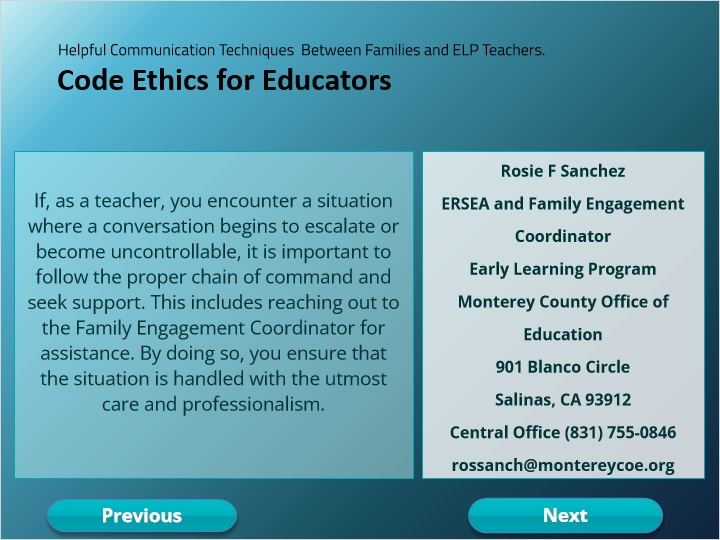 Helpful Communication Techniques  Between Families and ELP Teachers.
Code Ethics for Educators
If, as a teacher, you encounter a situation
where a conversation begins to escalate or
become uncontrollable, it is important to
follow the proper chain of command and
seek support. This includes reaching out to
the Family Engagement Coordinator for
assistance. By doing so, you ensure that
the situation is handled with the utmost
care and professionalism.
Rosie F Sanchez
ERSEA and Family Engagement
Coordinator
Early Learning Program
Monterey County Office of
Education
901 Blanco Circle
Salinas, CA 93912
Central Office (831) 755-0846
rossanch@montereycoe.org
Previous
Next